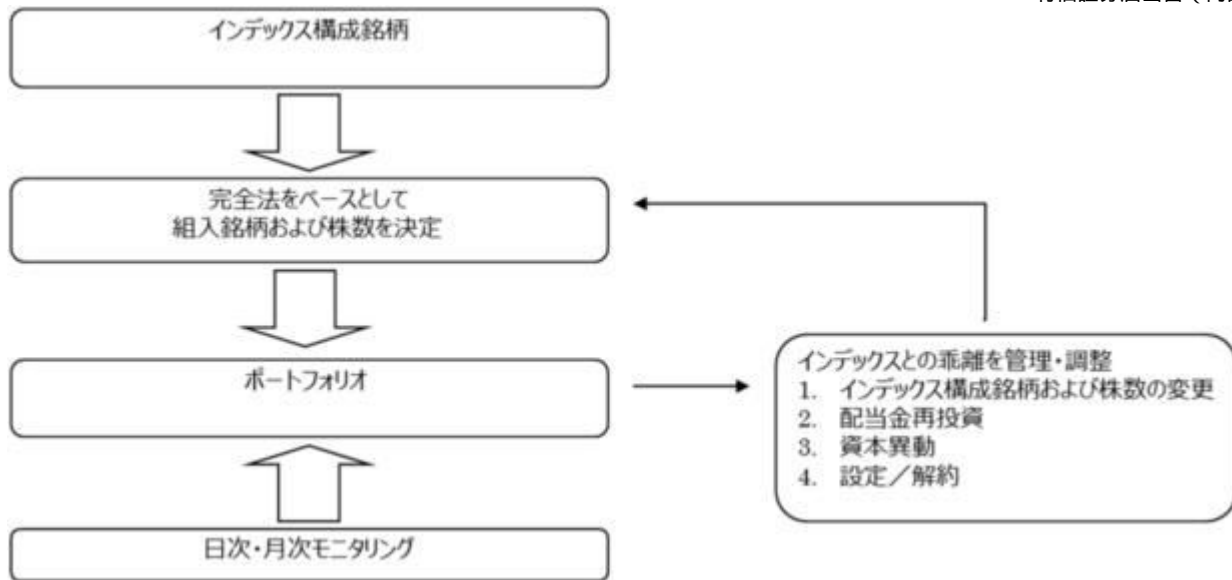 インデックス構成銘柄
完全法をベースとして
組入銘柄および株数を決定
ポートフォリオ
インデックスとの乖離を管理・調整
1. インデックス構成銘柄および株数の変更
2. 配当金再投資
3. 資本異動
4. 設定／解約
日次・月次モニタリング